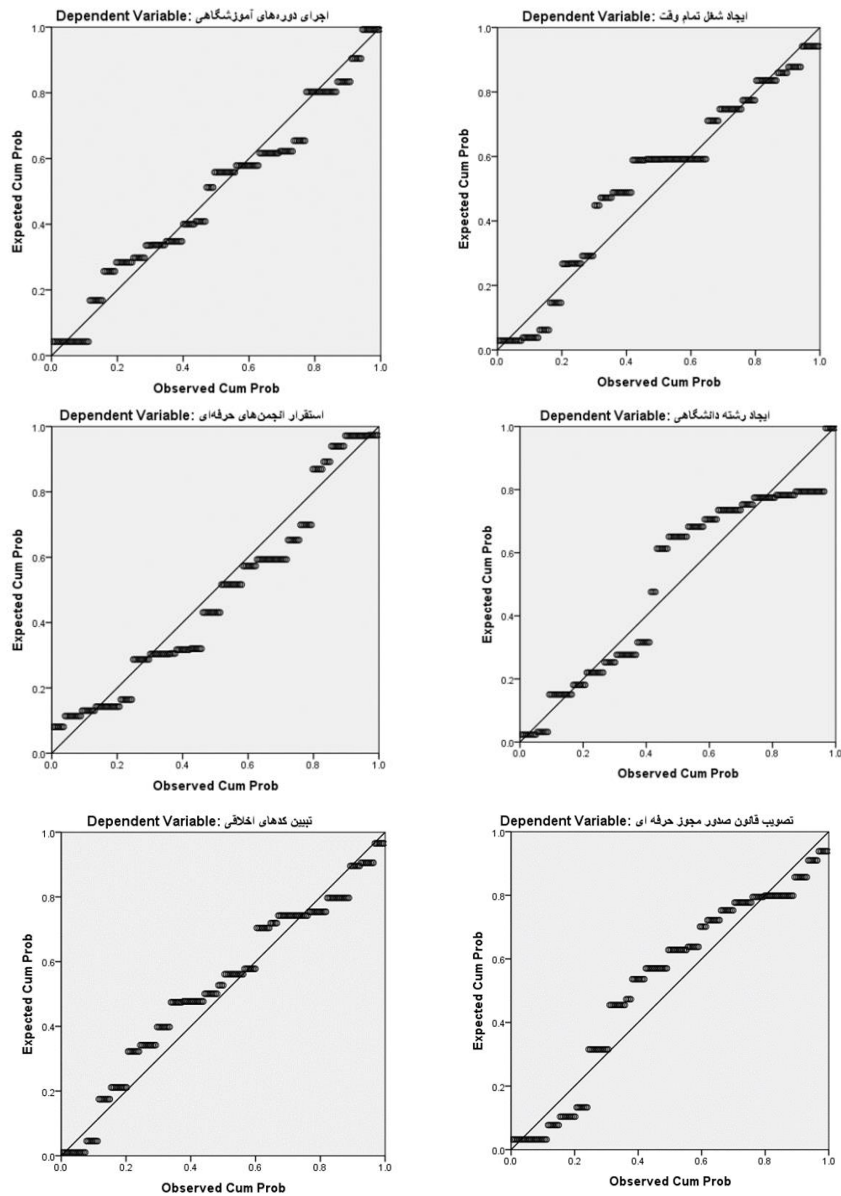 Dependent Variable: اجرای دوره‌های آموزشگاهی
Expected Cum Prob
1.0
0.8
0.6
0.4
0.2
0.0
0.0 0.2 0.4 0.6 0.8 1.0
Observed Cum Prob
Dependent Variable: ایجاد شغل تمام وقت
Expected Cum Prob
1.0
0.8
0.6
0.4
0.2
0.0
0.0 0.2 0.4 0.6 0.8 1.0
Observed Cum Prob
Dependent Variable: استقرار انجمن‌های حرفه‌ای
Expected Cum Prob
1.0
0.8
0.6
0.4
0.2
0.0
0.0 0.2 0.4 0.6 0.8 1.0
Observed Cum Prob
Dependent Variable: ایجاد رشته دانشگاهی
Expected Cum Prob
1.0
0.8
0.6
0.4
0.2
0.0
0.0 0.2 0.4 0.6 0.8 1.0
Observed Cum Prob
Dependent Variable: تبیین کدهای اخلاقی
Expected Cum Prob
1.0
0.8
0.6
0.4
0.2
0.0
0.0 0.2 0.4 0.6 0.8 1.0
Observed Cum Prob
Dependent Variable: تصویب قانون صدور مجوز حرفه ای
Expected Cum Prob
1.0
0.8
0.6
0.4
0.2
0.0
0.0 0.2 0.4 0.6 0.8 1.0
Observed Cum Prob